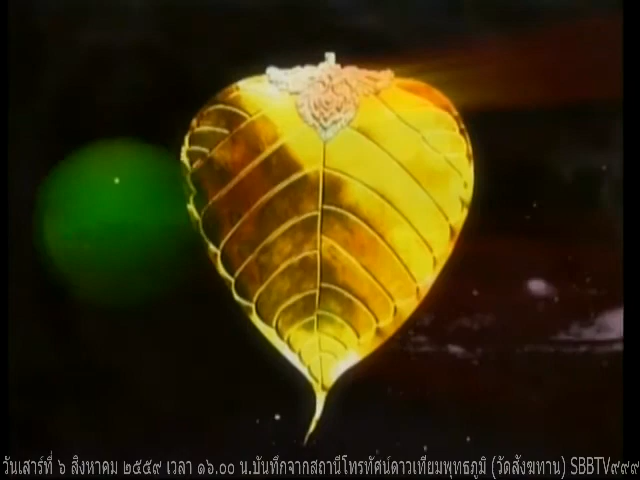 วันเสาร์ที่ ๖ สิงหาคม ๒๕๕๙ เวลา ๑๖.๐๐ น.บันทึกจากสถานีโทรทัศน์ดาวเทียมพุทธภูมิ (วัดสังฆทาน) SBBTV๙๙๙